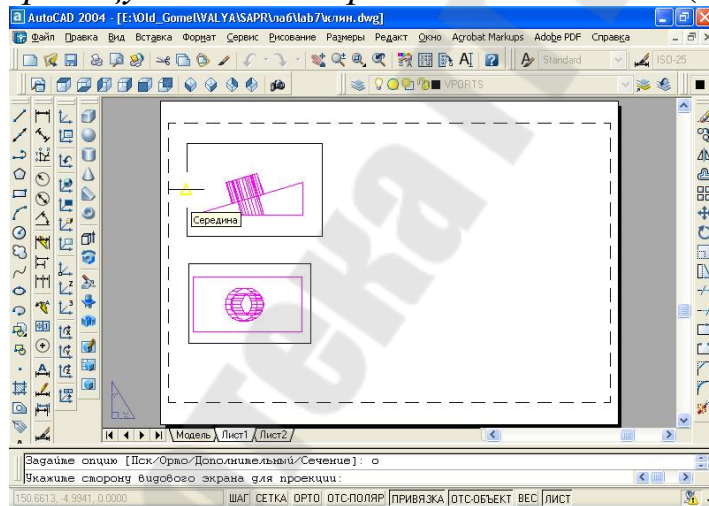 AutoCAD 2004 - [E:\Old_Gomel\VALYA\SAPR\лаб\lab7\клин.dwg]
Файл Правка Вид Вставка Формат Сервис Рисование Размеры Редакт Окно Acrobat Markups Adobe PDF Справка
Standard ISO-25
VPORTS
Середина
Модель Лист1 Лист2
Задайте опцию [Пск/Орто/Дополнительный/Сечение]: о
Укажите сторону видового экрана для проекции:
150.6613, -4.9941, 0.0000 ШАГ СЕТКА ОРТО ОТС-ПОЛЯР ПРИВЯЗКА ОТС-ОБЪЕКТ ВЕС ЛИСТ